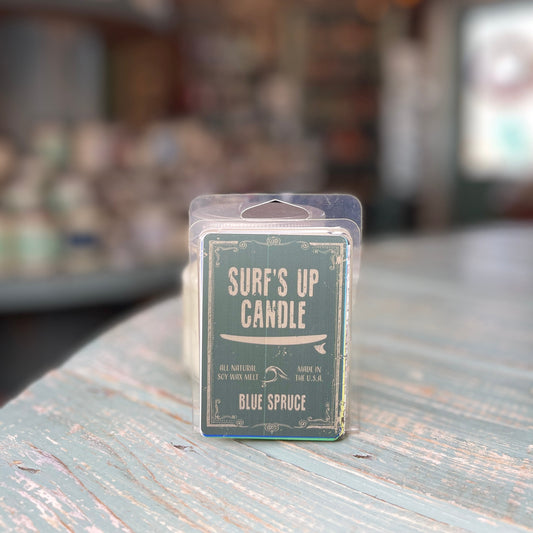 SURF'S UP
CANDLE
ALL NATURAL
SOY WAX MELT
MADE IN
THE U.S.A.
BLUE SPRUCE